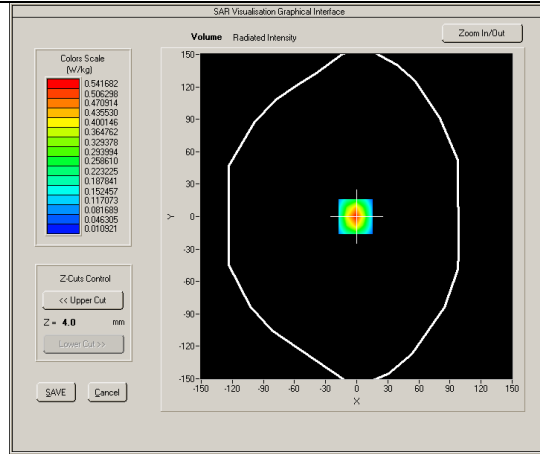 SAR Visualisation Graphical Interface
Volume Radiated Intensity
Zoom In/Out
Colors Scale
(W/kg)
0.541682
0.506298
0.470914
0.435530
0.400146
0.364762
0.329378
0.293994
0.258610
0.223225
0.187841
0.152457
0.117073
0.081689
0.046305
0.010921
Z-Cuts Control
<< Upper Cut
Z = 4.0 mm
Lower Cut >>
SAVE Cancel
150
120
90
60
30
Y 0
-30
-60
-90
-120
-150
-150 -120 -90 -60 -30 0 30 60 90 120 150
X